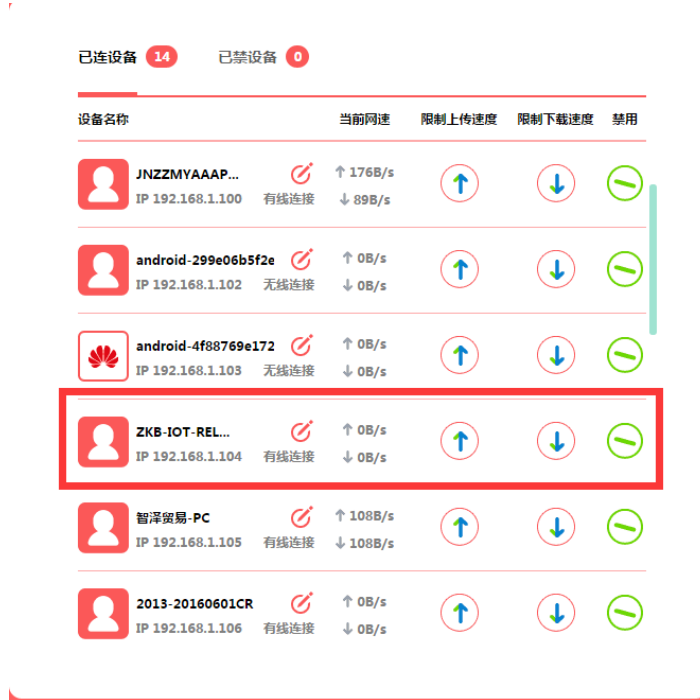 已连设备 14 已禁设备 0
设备名称 当前网速 限制上传速度 限制下载速度 禁用
JNZZMYAAAP... 176B/s
IP 192.168.1.100 有线连接 89B/s
android-299e06b5f2e 0B/s
IP 192.168.1.102 无线连接 0B/s
android-4f88769e172 0B/s
IP 192.168.1.103 无线连接 0B/s
ZKB-IOT-REL... 0B/s
IP 192.168.1.104 有线连接 0B/s
智泽贸易-PC 108B/s
IP 192.168.1.105 有线连接 108B/s
2013-20160601CR 0B/s
IP 192.168.1.106 有线连接 0B/s